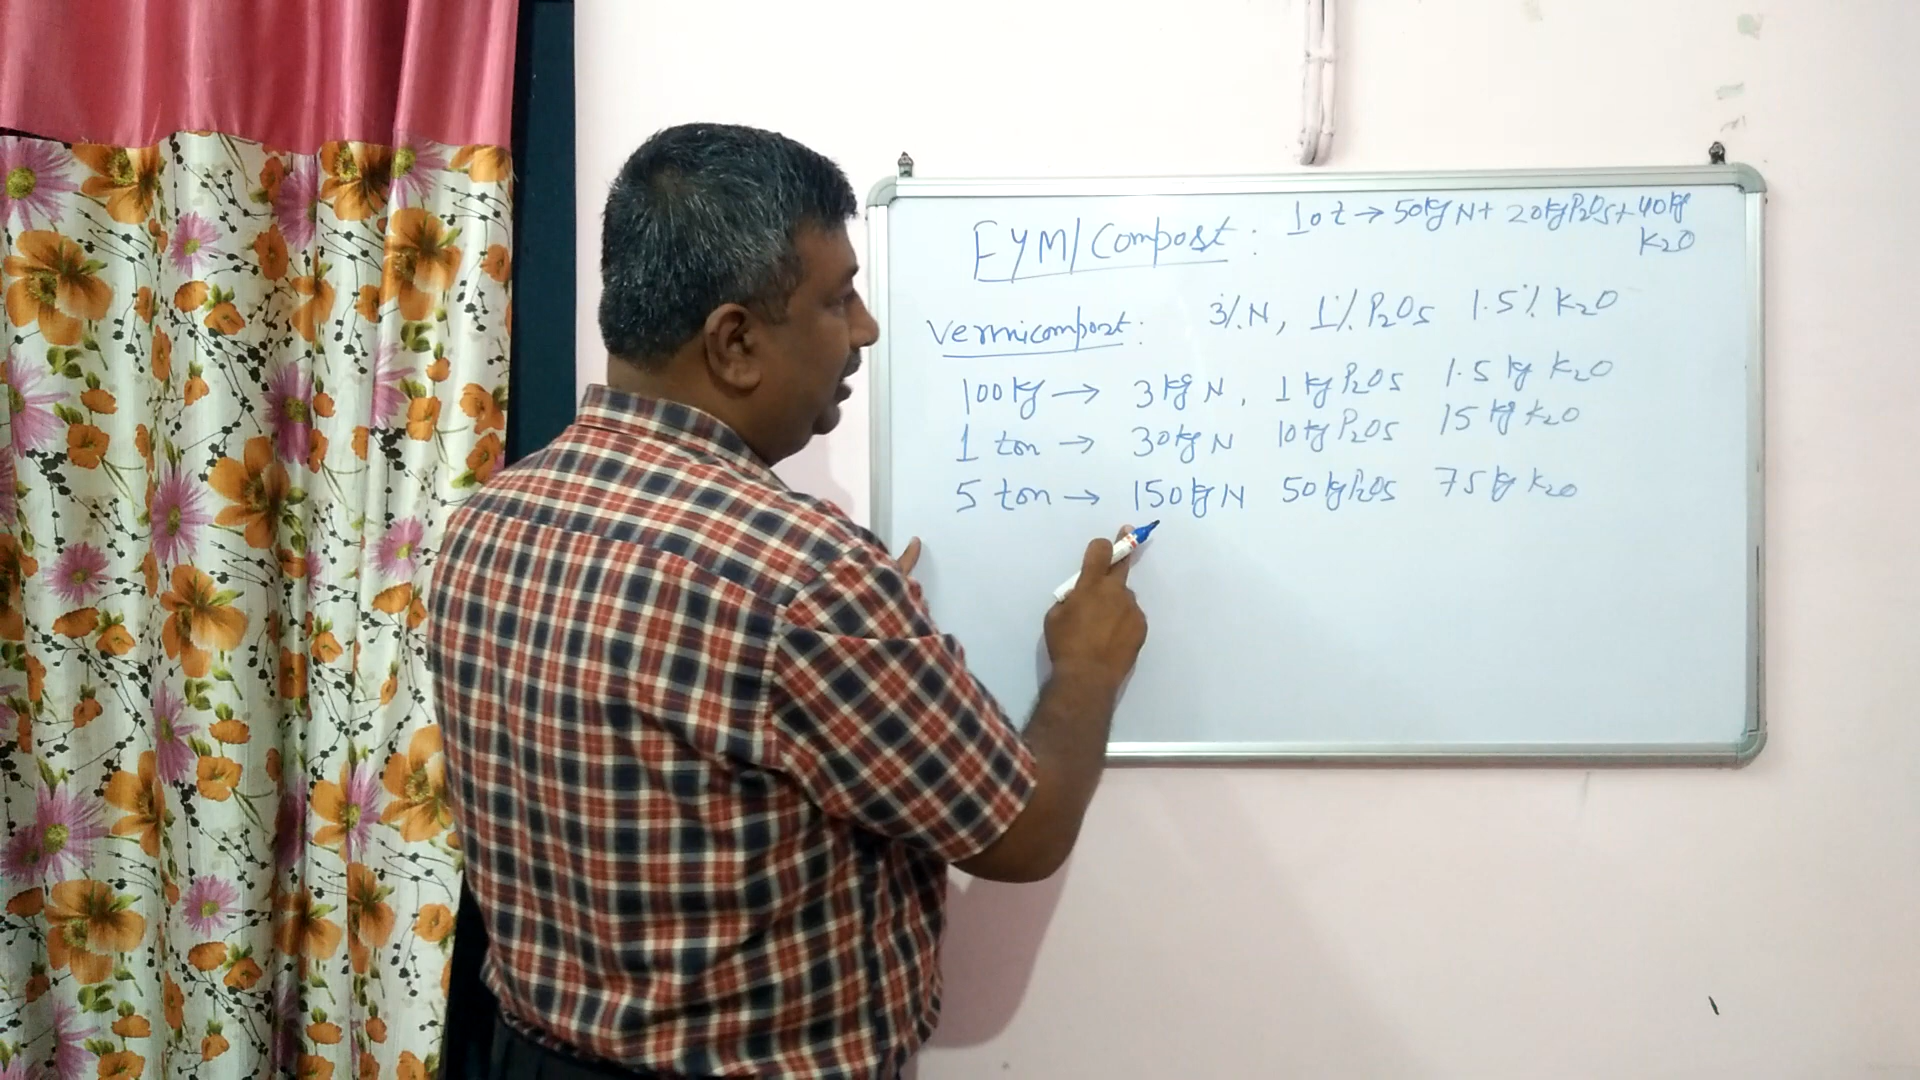 FYM/Compost : 10t → 50kg N + 20kg P2O5 + 40kg
K2O
Vermicompost : 3% N, 1% P2O5 1.5% K2O
100kg → 3kg N, 1kg P2O5 1.5kg K2O
1 ton → 30kg N 10kg P2O5 15kg K2O
5 ton → 150kg N 50kg P2O5 75kg K2O